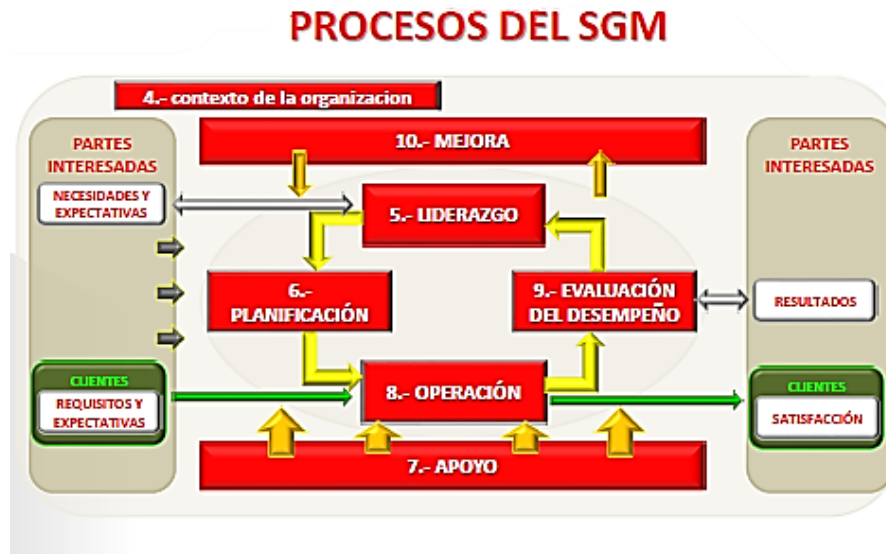 PROCESOS DEL SGM
4.- contexto de la organizacion
PARTES
INTERESADAS
NECESIDADES Y
EXPECTATIVAS
CLIENTES
REQUISITOS Y
EXPECTATIVAS
10.- MEJORA
5.- LIDERAZGO
6.-
PLANIFICACIÓN
9.- EVALUACIÓN
DEL DESEMPEÑO
8.- OPERACIÓN
7.- APOYO
PARTES
INTERESADAS
RESULTADOS
CLIENTES
SATISFACCIÓN